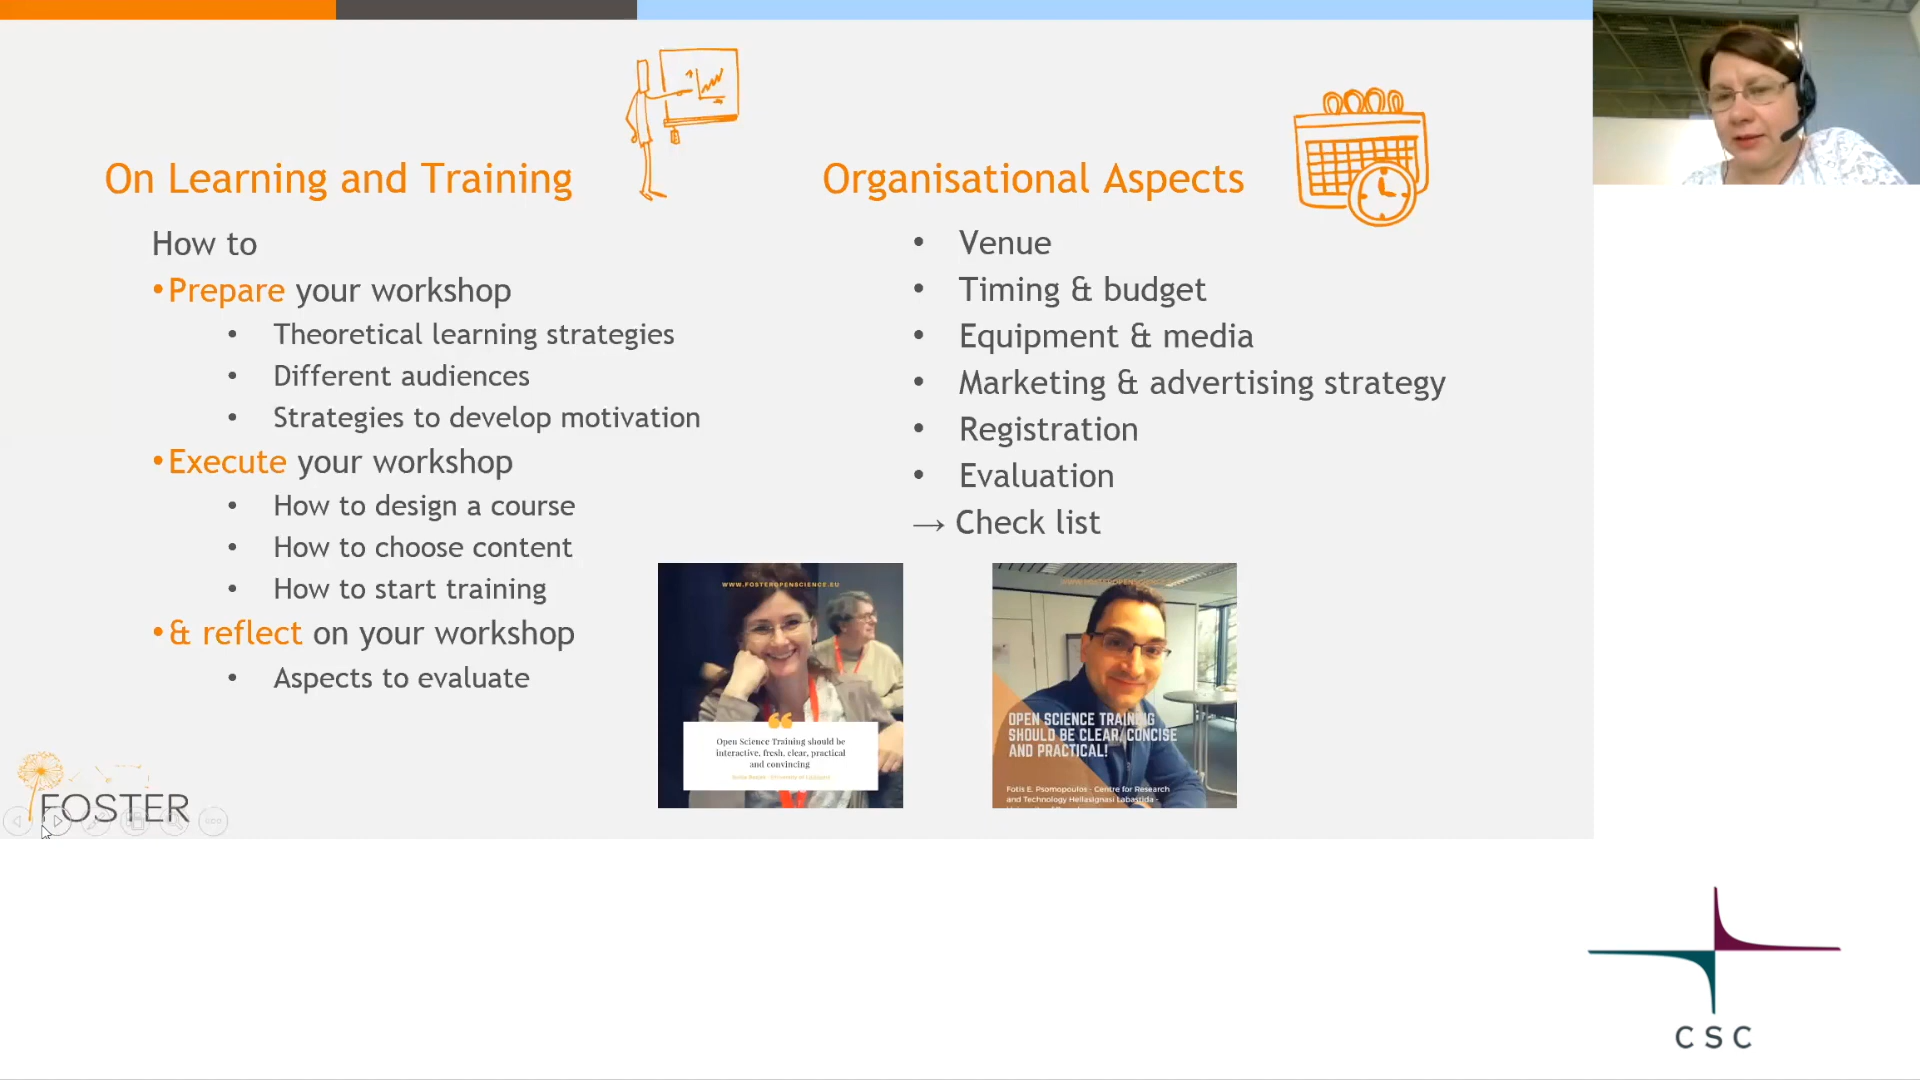 On Learning and Training
How to
•Prepare your workshop
• Theoretical learning strategies
• Different audiences
• Strategies to develop motivation
•Execute your workshop
• How to design a course
• How to choose content
• How to start training
•& reflect on your workshop
• Aspects to evaluate
Organisational Aspects
• Venue
• Timing & budget
• Equipment & media
• Marketing & advertising strategy
• Registration
• Evaluation
→ Check list
WWW.FOSTEROPENSCIENCE.EU
Open Science Training should be
interactive, fresh, clear, practical
and convincing
OPEN SCIENCE TRAINING
SHOULD BE CLEAR, CONCISE
AND PRACTICAL!
Fotis E. Psomopoulos - Centre for Research
and Technology Hellasignasi Labastida -
FOSTER
CSC